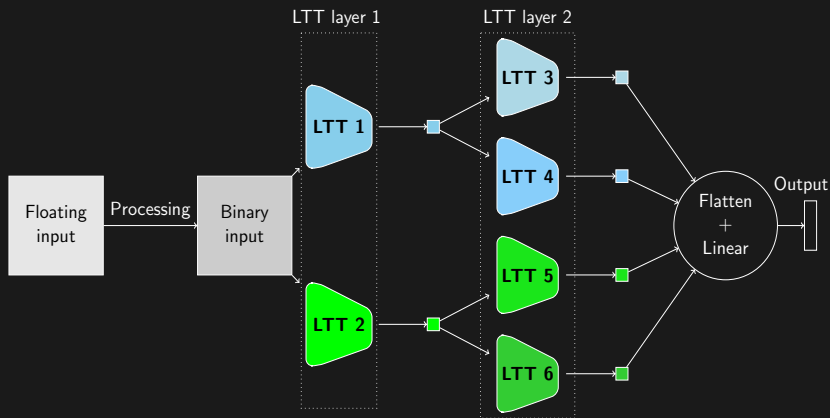 LTT layer 1
LTT layer 2
LTT 3
LTT 1
LTT 4
Floating
input
Processing
Binary
input
Flatten
+
Linear
Output
LTT 5
LTT 2
LTT 6